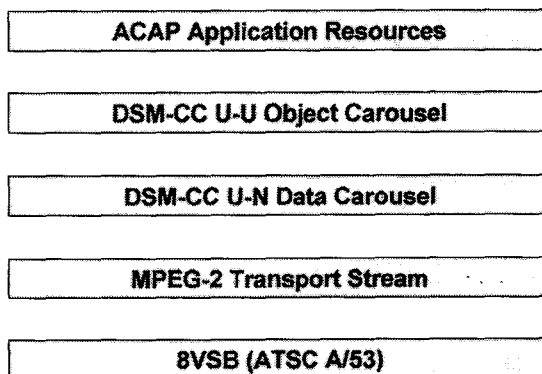 ACAP Application Resources
DSM-CC U-U Object Carousel
DSM-CC U-N Data Carousel
MPEG-2 Transport Stream
8VSB (ATSC A/53)